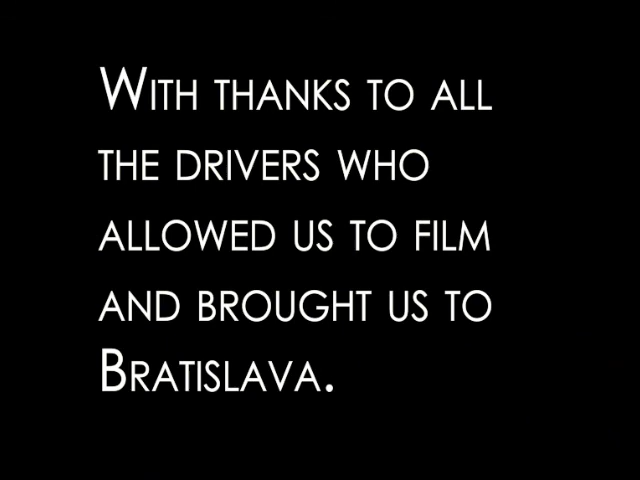 With thanks to all
the drivers who
allowed us to film
and brought us to
Bratislava.